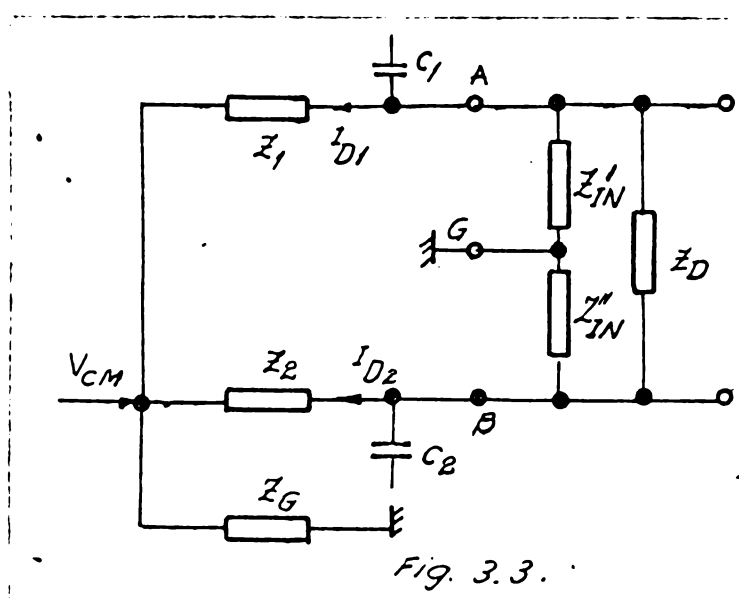 C1
A
Z1
ID1
Z'IN
G
ZD
Z"IN
VCM
Z2
ID2
B
C2
ZG
Fig. 3.3.